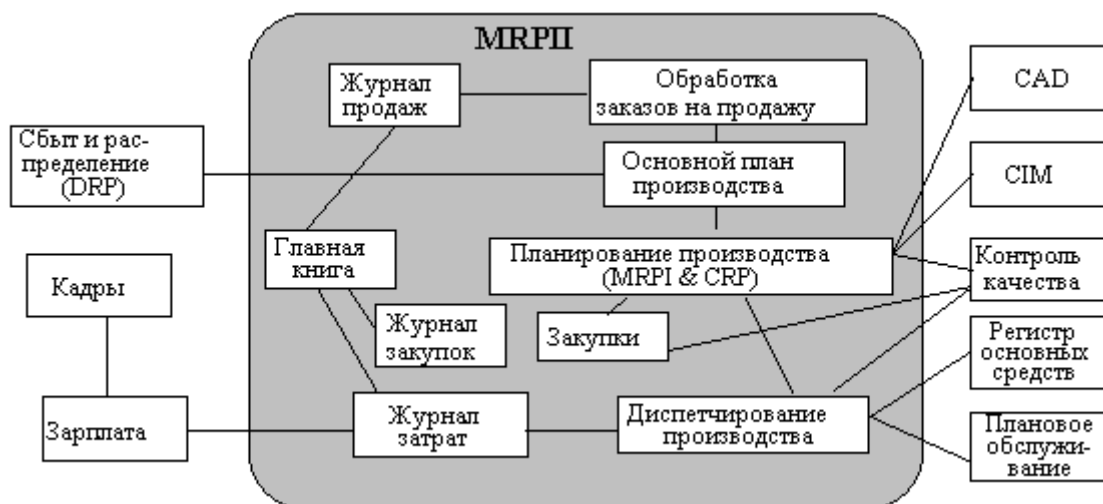 MRPII
Журнал
продаж
Обработка
заказов на продажу
CAD
Сбыт и рас-
пределение
(DRP)
Основной план
производства
CIM
Главная
книга
Планирование производства
(MRPI & CRP)
Контроль
качества
Кадры
Журнал
закупок
Закупки
Регистр
основных
средств
Зарплата
Журнал
затрат
Диспетчирование
производства
Плановое
обслужи-
вание